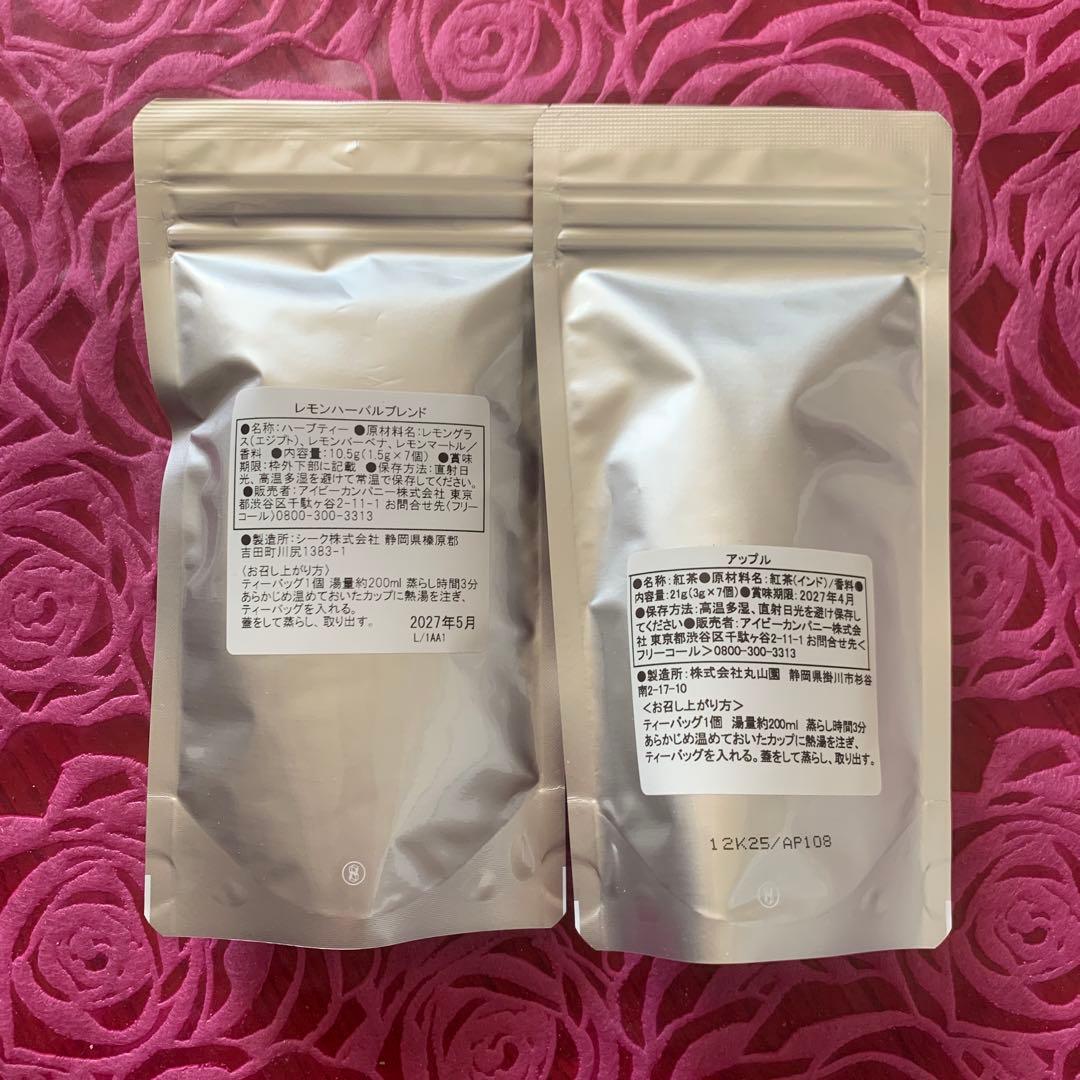 レモンハーバルブレンド
●名称:ハーブティー ●原材料名:レモングラ
ス(エジプト)、レモンバーベナ、レモンマートル/
香料 ●内容量:10.5g(1.5g×7個) ●賞味
期限:枠外下部に記載 ●保存方法:直射日
光、高温多湿を避けて常温で保存してください。
●販売者:アイビーカンパニー株式会社 東京
都渋谷区千駄ヶ谷2-11-1 お問合せ先(フリー
コール)0800-300-3313
●製造所:シーク株式会社 静岡県榛原郡
吉田町川尻1383-1
〈お召し上がり方〉
ティーバッグ1個 湯量約200ml 蒸らし時間3分
あらかじめ温めておいたカップに熱湯を注ぎ、
ティーバッグを入れる。
蓋をして蒸らし、取り出す。 2027年5月
L/1AA1
アップル
●名称:紅茶●原材料名:紅茶(インド)/香料●
内容量:21g(3g×7個)●賞味期限:2027年4月
●保存方法:高温多湿、直射日光を避け保存し
てください●販売者:アイビーカンパニー株式会
社 東京都渋谷区千駄ヶ谷2-11-1 お問合せ先<
フリーコール>0800-300-3313
●製造所:株式会社丸山園 静岡県掛川市杉谷
南2-17-10
<お召し上がり方>
ティーバッグ1個 湯量約200ml 蒸らし時間3分
あらかじめ温めておいたカップに熱湯を注ぎ、
ティーバッグを入れる。蓋をして蒸らし、取り出す。
12K25/AP108